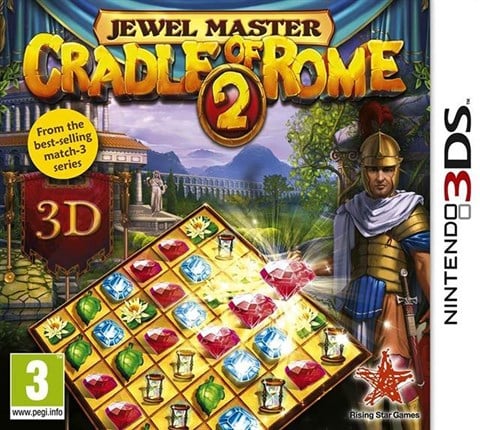 JEWEL MASTER
CRADLE OF ROME
2
From the
best-selling
match-3
series
3D
NINTENDO 3DS
3
www.pegi.info
Rising Star Games